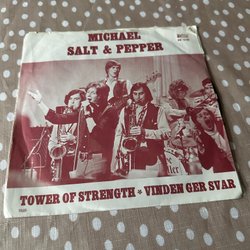 MICHAEL
SALT & PEPPER
TOWER OF STRENGTH * VINDEN GER SVAR